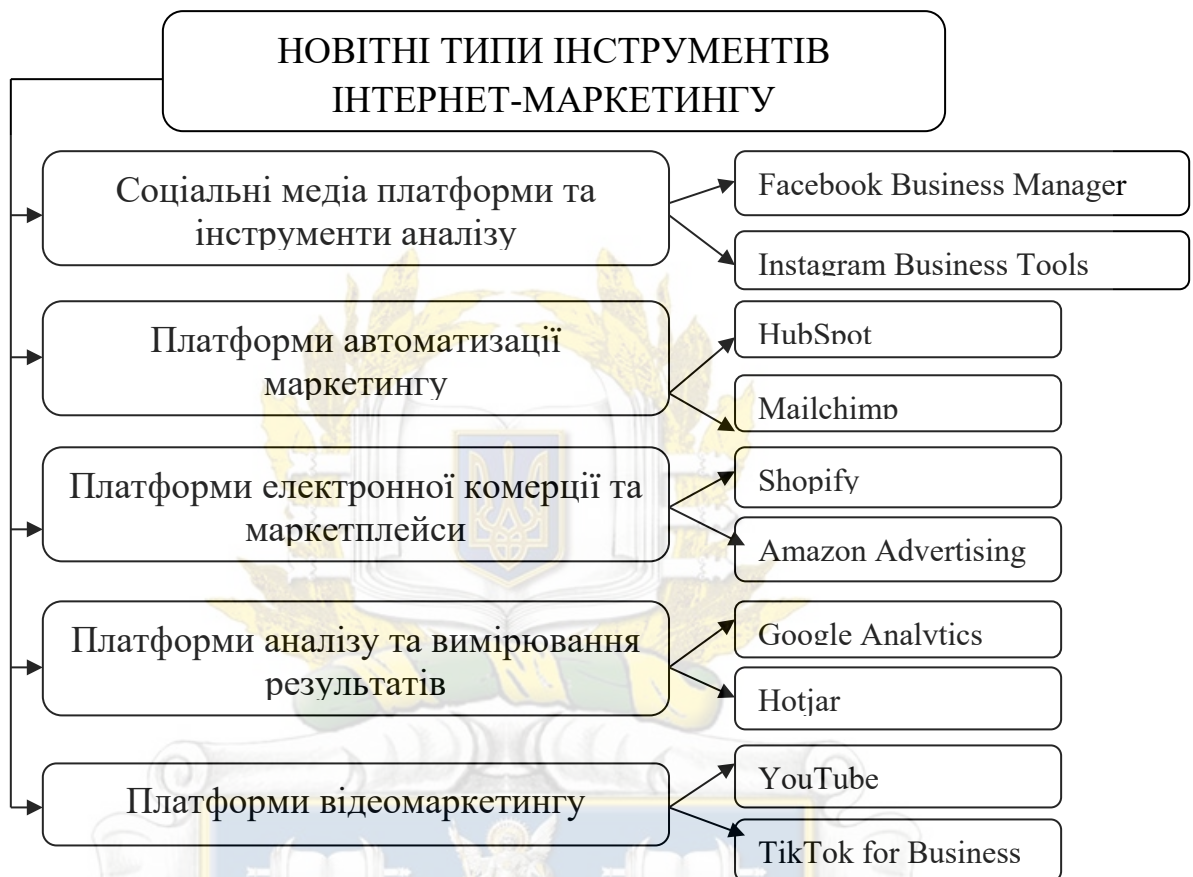 НОВІТНІ ТИПИ ІНСТРУМЕНТІВ
ІНТЕРНЕТ-МАРКЕТИНГУ
Соціальні медіа платформи та
інструменти аналізу
Facebook Business Manager
Instagram Business Tools
Платформи автоматизації
маркетингу
HubSpot
Mailchimp
Платформи електронної комерції та
маркетплейси
Shopify
Amazon Advertising
Платформи аналізу та вимірювання
результатів
Google Analytics
Hotjar
Платформи відеомаркетингу
YouTube
TikTok for Business